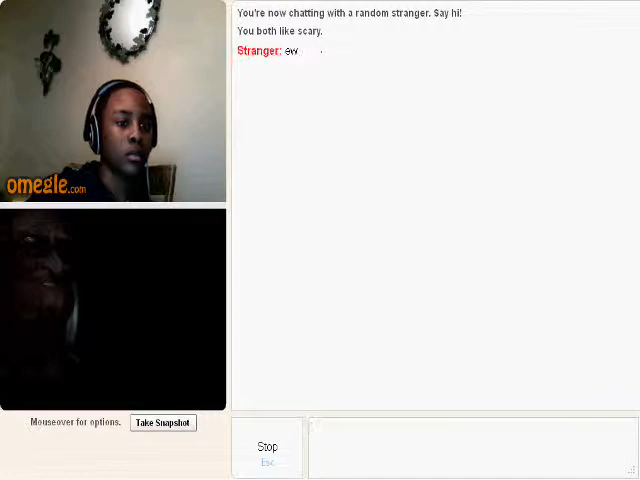 You're now chatting with a random stranger. Say hi!
You both like scary.
Stranger: ew
omegle.com
Mouseover for options.
Take Snapshot
Stop
Esc